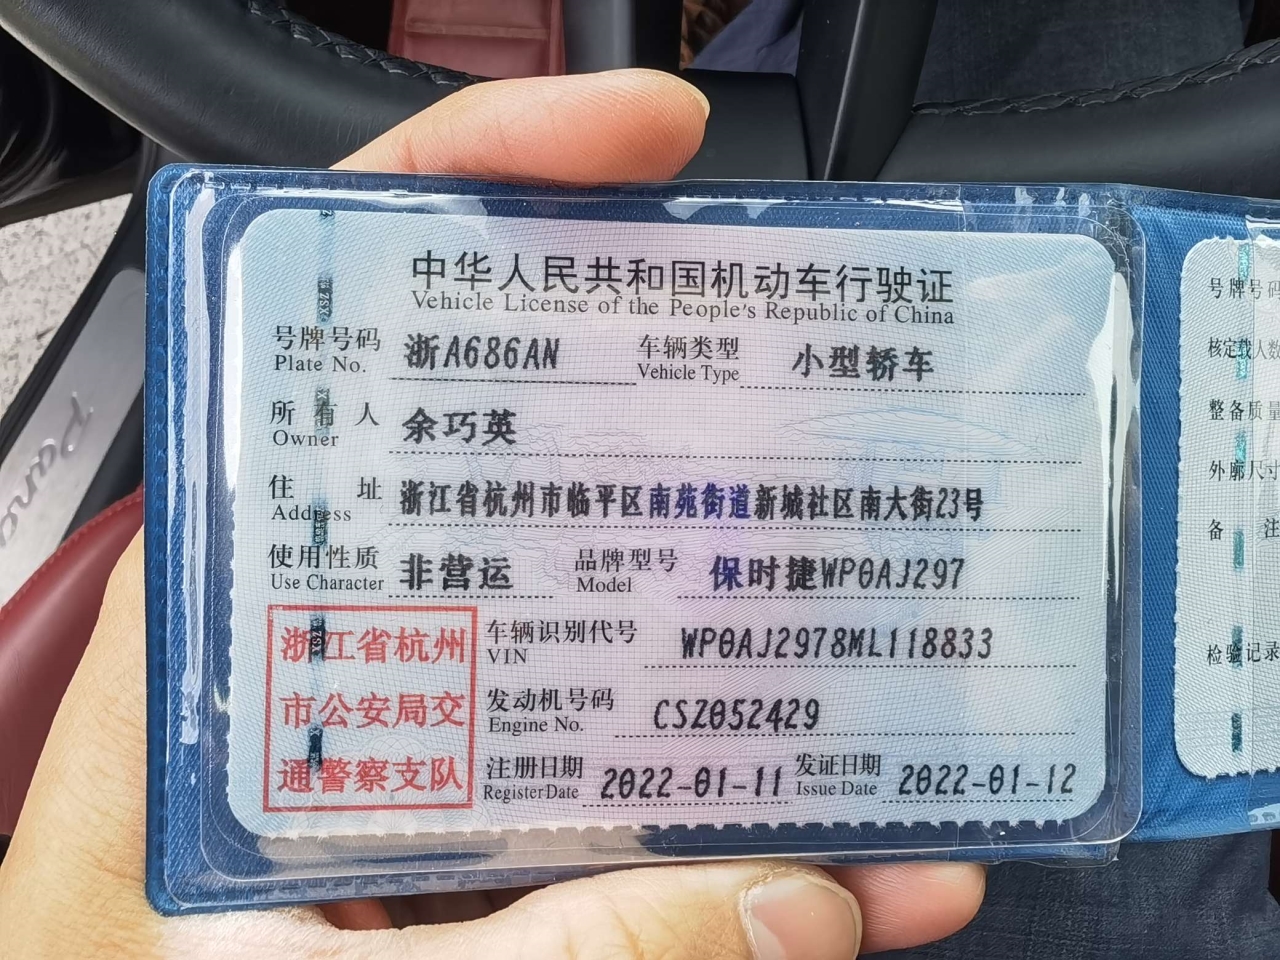 中华人民共和国机动车行驶证
Vehicle License of the People's Republic of China
号牌号码 浙A686AN 车辆类型 小型轿车
Plate No. Vehicle Type
所有人 余巧英
Owner
住址 浙江省杭州市临平区南苑街道新城社区南大街23号
Address
使用性质 非营运 品牌型号 保时捷WP0AJ297
Use Character Model
车辆识别代号 WP0AJ2978ML118833
VIN
发动机号码 CSZ052429
Engine No.
注册日期 2022-01-11 发证日期 2022-01-12
Register Date Issue Date
浙江省杭州
市公安局交
通警察支队
号牌号码
核定载人数
整备质量
外廓尺寸
备注
检验记录